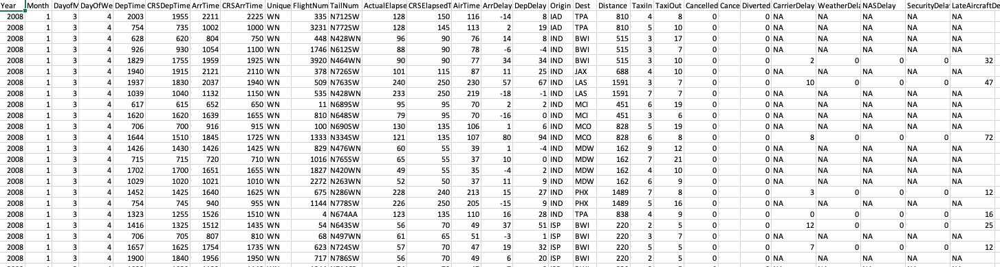 Year Month DayofM DayOfWe DepTime CRSDepTime ArrTime CRSArrTime Unique FlightNum TailNum ActualElapse CRSElapsedT AirTime ArrDelay DepDelay Origin Dest Distance TaxiIn TaxiOut Cancelled Cance Diverted CarrierDelay WeatherDela NASDelay SecurityDelay LateAircraftDe
2008 1 3 4 2003 1955 2211 2225 WN 335 N712SW 128 150 116 -14 8 IAD TPA 810 4 8 0 0 NA NA NA NA NA
2008 1 3 4 754 735 1002 1000 WN 3231 N772SW 128 145 113 2 19 IAD TPA 810 5 10 0 0 NA NA NA NA NA
2008 1 3 4 628 620 804 750 WN 448 N428WN 96 90 76 14 8 IND BWI 515 3 17 0 0 NA NA NA NA NA
2008 1 3 4 926 930 1054 1100 WN 1746 N612SW 88 90 78 -6 -4 IND BWI 515 3 7 0 0 NA NA NA NA NA
2008 1 3 4 1829 1755 1959 1925 WN 3920 N464WN 90 90 77 34 34 IND BWI 515 3 10 0 0 2 0 0 0 32
2008 1 3 4 1940 1915 2121 2110 WN 378 N726SW 101 115 87 11 25 IND JAX 688 4 10 0 0 NA NA NA NA NA
2008 1 3 4 1937 1830 2037 1940 WN 509 N763SW 240 250 230 57 67 IND LAS 1591 3 7 0 0 10 0 0 0 47
2008 1 3 4 1039 1040 1132 1150 WN 535 N428WN 233 250 219 -18 -1 IND LAS 1591 7 7 0 0 NA NA NA NA NA
2008 1 3 4 617 615 652 650 WN 11 N689SW 95 95 70 2 2 IND MCI 451 6 19 0 0 NA NA NA NA NA
2008 1 3 4 1620 1620 1639 1655 WN 810 N648SW 79 95 70 -16 0 IND MCI 451 3 6 0 0 NA NA NA NA NA
2008 1 3 4 706 700 916 915 WN 100 N690SW 130 135 106 1 6 IND MCO 828 5 19 0 0 NA NA NA NA NA
2008 1 3 4 1644 1510 1845 1725 WN 1333 N334SW 121 135 107 80 94 IND MCO 828 6 8 0 0 8 0 0 0 72
2008 1 3 4 1426 1430 1426 1425 WN 829 N476WN 60 55 39 1 -4 IND MDW 162 9 12 0 0 NA NA NA NA NA
2008 1 3 4 715 715 720 710 WN 1016 N765SW 65 55 37 10 0 IND MDW 162 7 21 0 0 NA NA NA NA NA
2008 1 3 4 1702 1700 1651 1655 WN 1827 N420WN 49 55 35 -4 2 IND MDW 162 4 10 0 0 NA NA NA NA NA
2008 1 3 4 1029 1020 1021 1010 WN 2272 N263WN 52 50 37 11 9 IND MDW 162 6 9 0 0 NA NA NA NA NA
2008 1 3 4 1452 1425 1640 1625 WN 675 N286WN 228 240 213 15 27 IND PHX 1489 7 8 0 0 3 0 0 0 12
2008 1 3 4 754 745 940 955 WN 1144 N778SW 226 250 205 -15 9 IND PHX 1489 5 16 0 0 NA NA NA NA NA
2008 1 3 4 1323 1255 1526 1510 WN 4 N674AA 123 135 110 16 28 IND TPA 838 4 9 0 0 0 0 0 0 16
2008 1 3 4 1416 1325 1512 1435 WN 54 N643SW 56 70 49 37 51 ISP BWI 220 2 5 0 0 12 0 0 0 25
2008 1 3 4 706 705 807 810 WN 68 N497WN 61 65 51 -3 1 ISP BWI 220 3 7 0 0 NA NA NA NA NA
2008 1 3 4 1657 1625 1754 1735 WN 623 N724SW 57 70 47 19 32 ISP BWI 220 5 5 0 0 7 0 0 0 12
2008 1 3 4 1900 1840 1956 1950 WN 717 N786SW 56 70 49 6 20 ISP BWI 220 2 5 0 0 NA NA NA NA NA